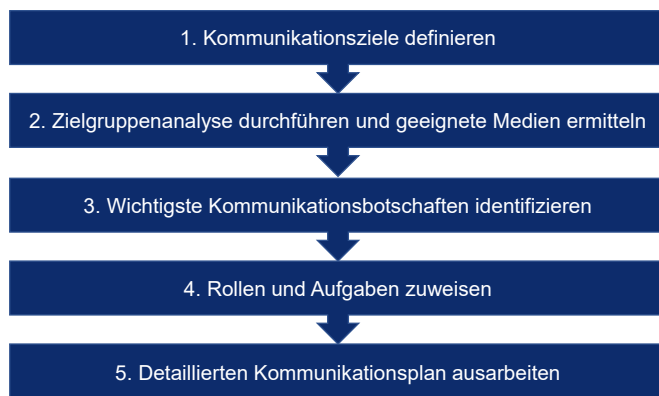 1. Kommunikationsziele definieren
2. Zielgruppenanalyse durchführen und geeignete Medien ermitteln
3. Wichtigste Kommunikationsbotschaften identifizieren
4. Rollen und Aufgaben zuweisen
5. Detaillierten Kommunikationsplan ausarbeiten